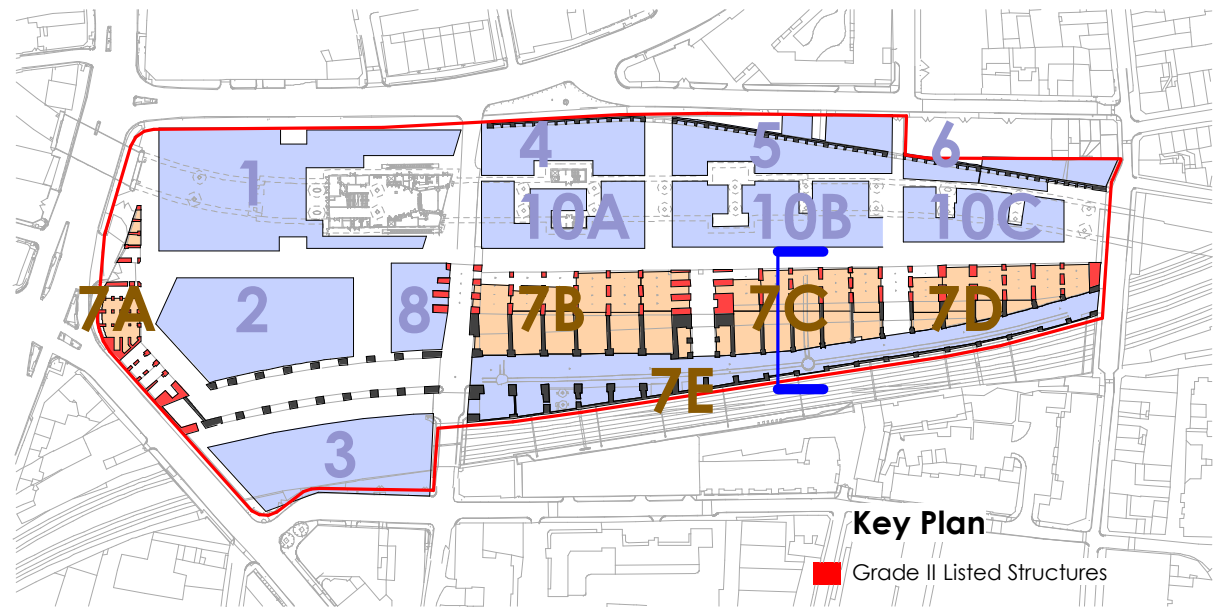 4
5
6
1
10A
10B
10C
2
8
7A
7B
7C
7D
7E
3
Key Plan
Grade II Listed Structures